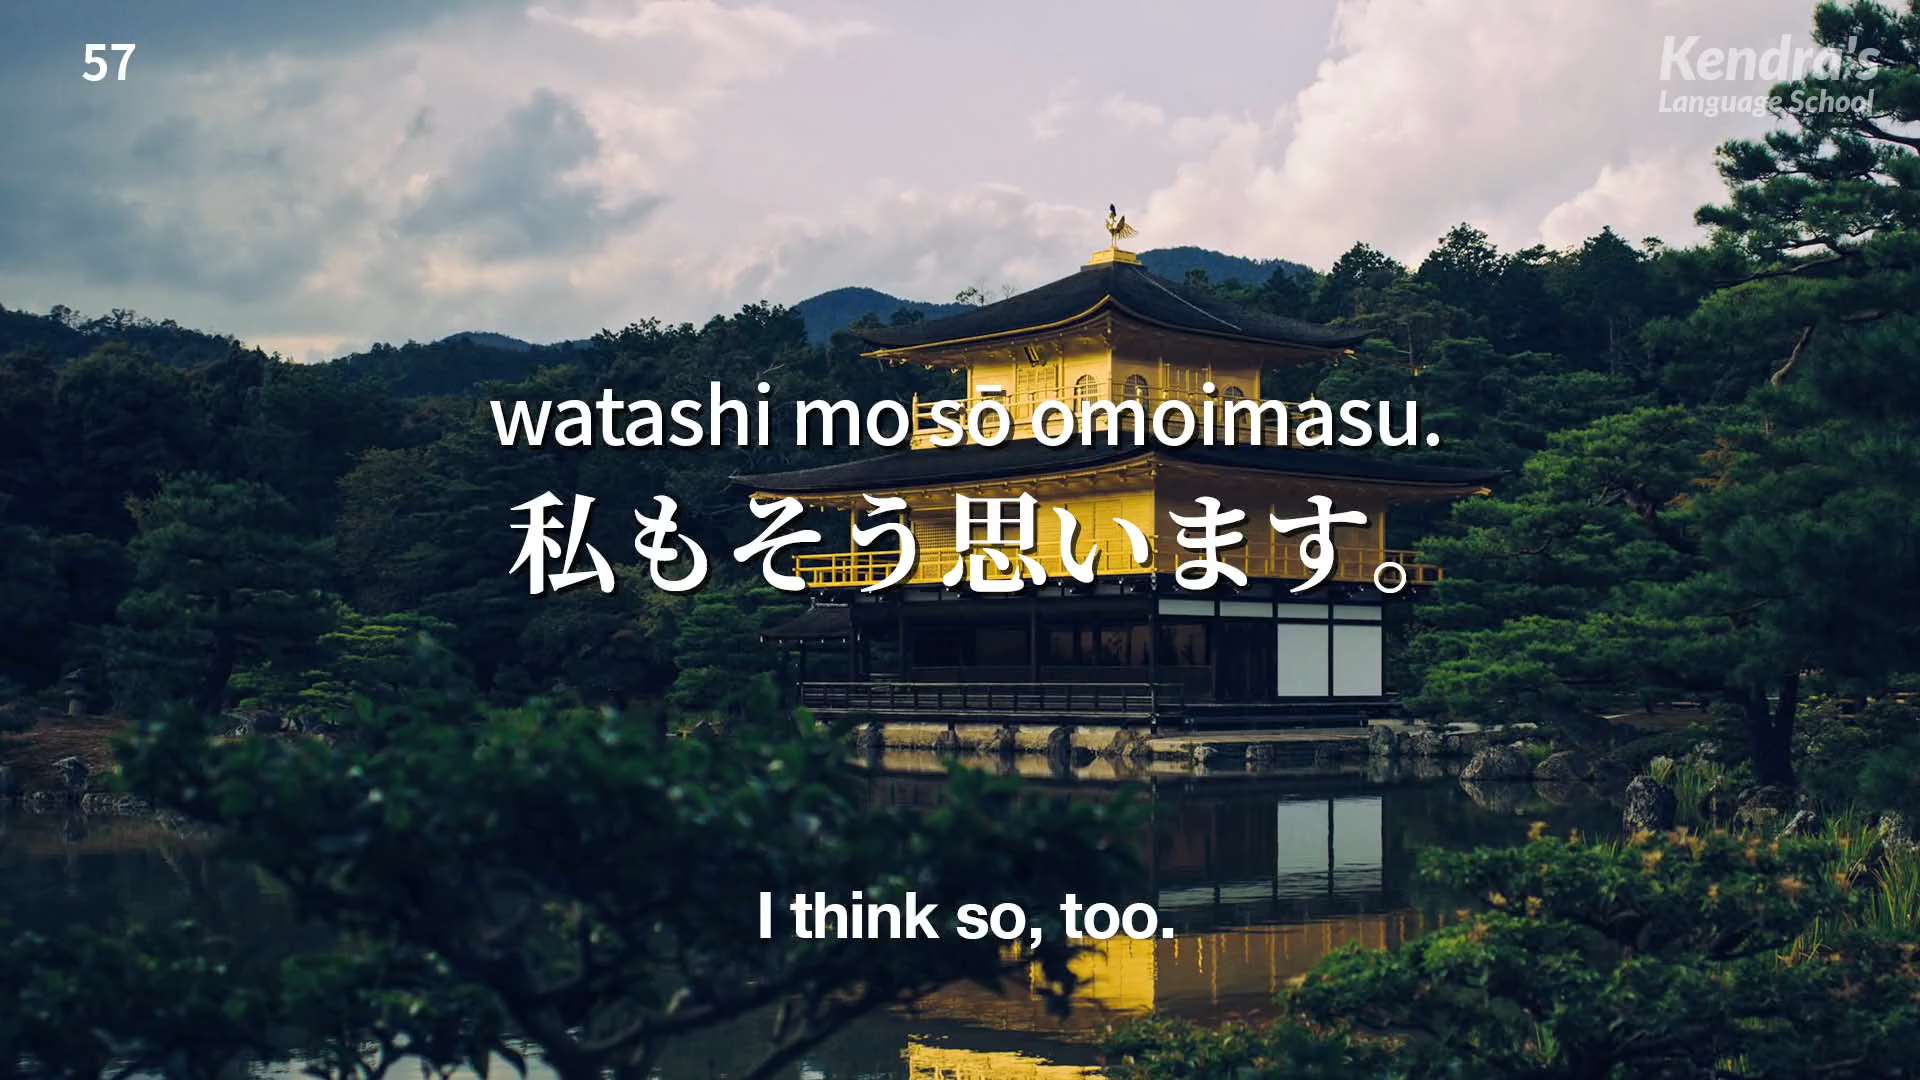 57
Kendra's
Language School
watashi mo sō omoimasu.
私もそう思います。
I think so, too.